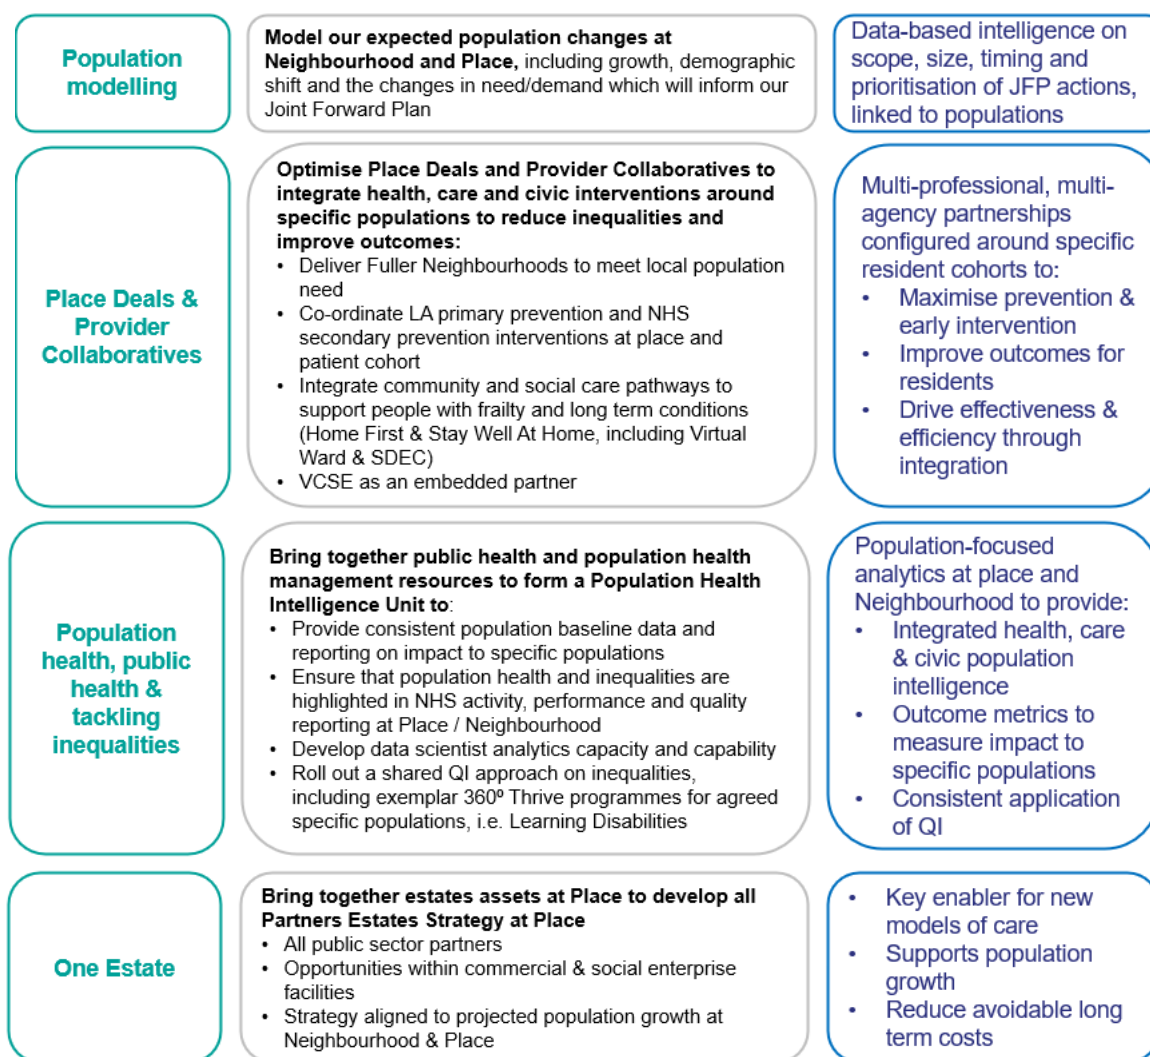 Population
modelling
Model our expected population changes at
Neighbourhood and Place, including growth, demographic
shift and the changes in need/demand which will inform our
Joint Forward Plan
Data-based intelligence on
scope, size, timing and
prioritisation of JFP actions,
linked to populations
Place Deals &
Provider
Collaboratives
Optimise Place Deals and Provider Collaboratives to
integrate health, care and civic interventions around
specific populations to reduce inequalities and
improve outcomes:
• Deliver Fuller Neighbourhoods to meet local population
need
• Co-ordinate LA primary prevention and NHS
secondary prevention interventions at place and
patient cohort
• Integrate community and social care pathways to
support people with frailty and long term conditions
(Home First & Stay Well At Home, including Virtual
Ward & SDEC)
• VCSE as an embedded partner
Multi-professional, multi-
agency partnerships
configured around specific
resident cohorts to:
• Maximise prevention &
early intervention
• Improve outcomes for
residents
• Drive effectiveness &
efficiency through
integration
Population
health, public
health &
tackling
inequalities
Bring together public health and population health
management resources to form a Population Health
Intelligence Unit to:
• Provide consistent population baseline data and
reporting on impact to specific populations
• Ensure that population health and inequalities are
highlighted in NHS activity, performance and quality
reporting at Place / Neighbourhood
• Develop data scientist analytics capacity and capability
• Roll out a shared QI approach on inequalities,
including exemplar 360º Thrive programmes for agreed
specific populations, i.e. Learning Disabilities
Population-focused
analytics at place and
Neighbourhood to provide:
• Integrated health, care
& civic population
intelligence
• Outcome metrics to
measure impact to
specific populations
• Consistent application
of QI
One Estate
Bring together estates assets at Place to develop all
Partners Estates Strategy at Place
• All public sector partners
• Opportunities within commercial & social enterprise
facilities
• Strategy aligned to projected population growth at
Neighbourhood & Place
• Key enabler for new
models of care
• Supports population
growth
• Reduce avoidable long
term costs